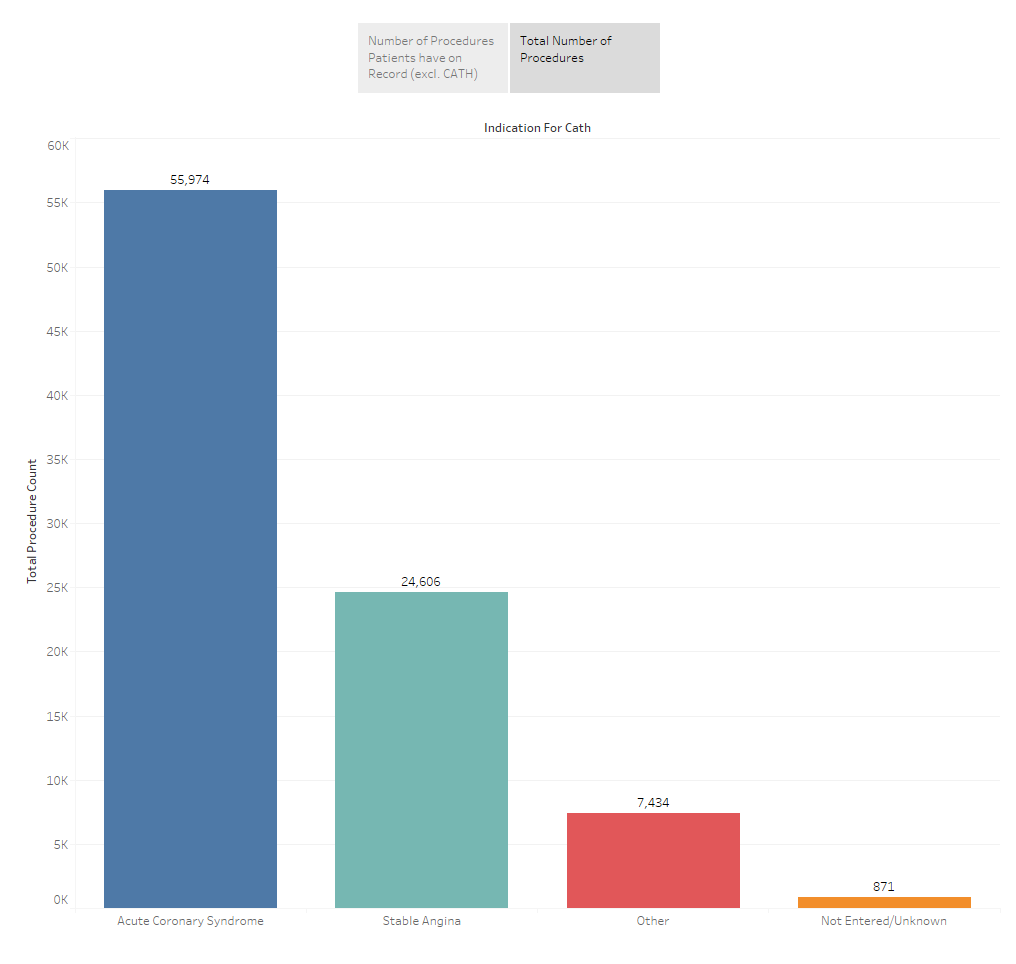 Number of Procedures
Patients have on
Record (excl. CATH)
Total Number of
Procedures
Indication For Cath
60K
55K
50K
45K
40K
35K
30K
25K
20K
15K
10K
5K
0K
Total Procedure Count
55,974
24,606
7,434
871
Acute Coronary Syndrome
Stable Angina
Other
Not Entered/Unknown